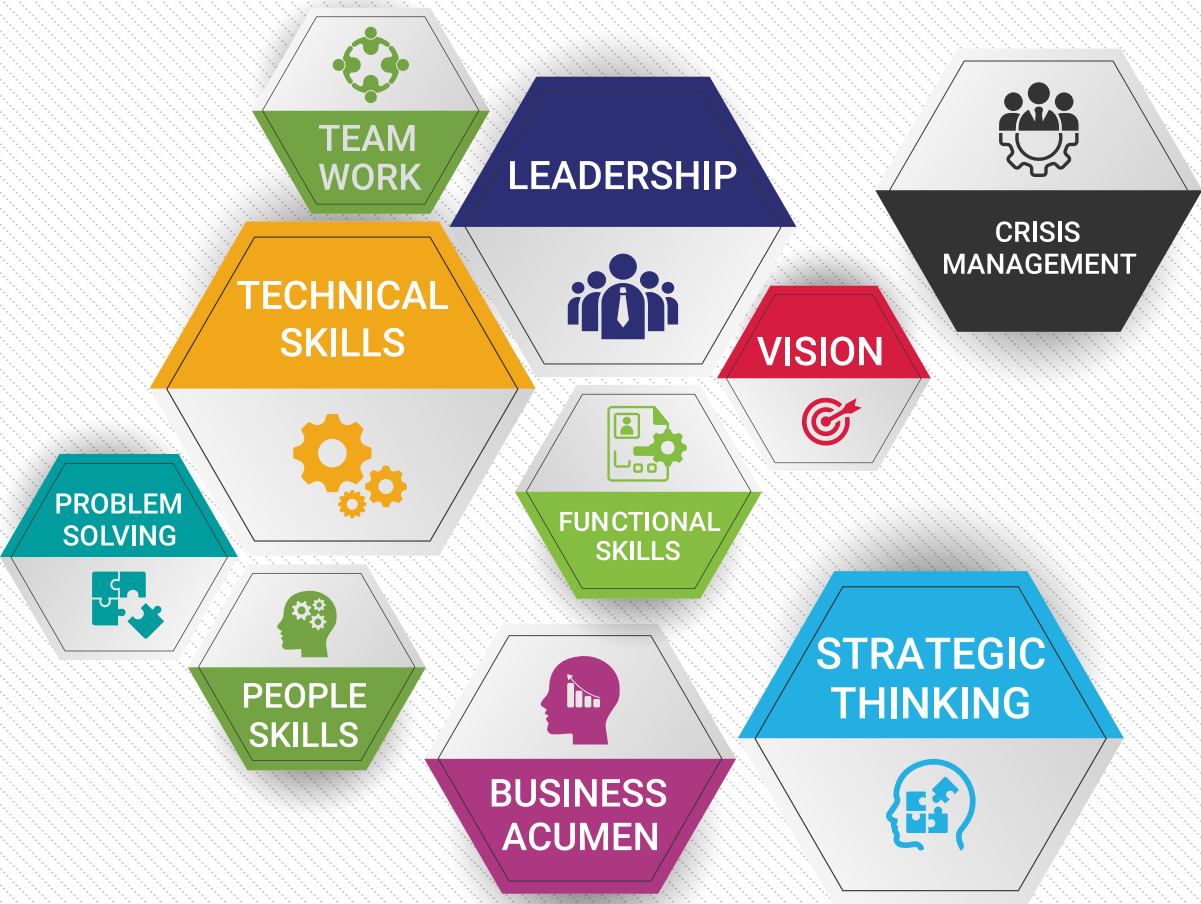 TEAM
WORK
LEADERSHIP
CRISIS
MANAGEMENT
TECHNICAL
SKILLS
VISION
PROBLEM
SOLVING
FUNCTIONAL
SKILLS
PEOPLE
SKILLS
BUSINESS
ACUMEN
STRATEGIC
THINKING